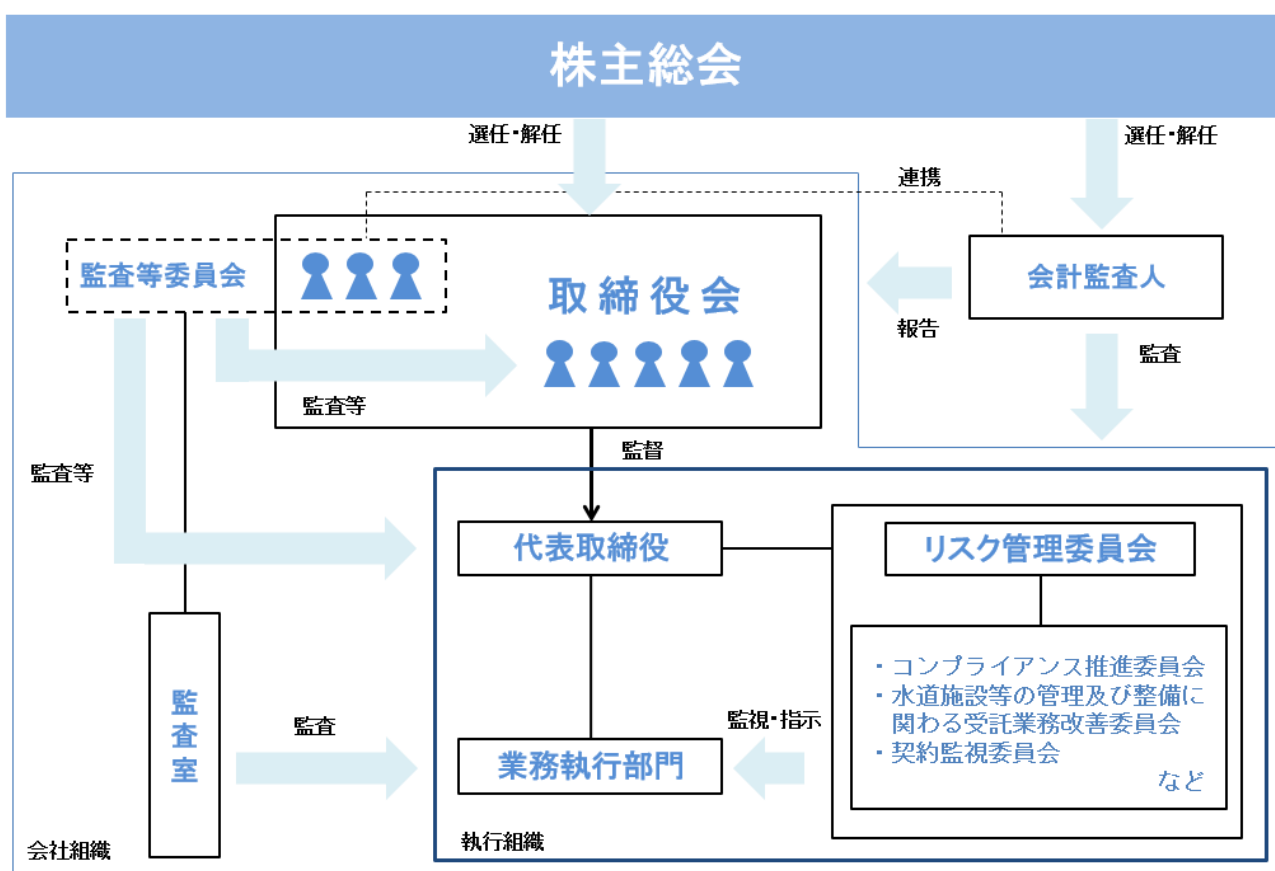 株主総会
選任・解任
選任・解任
連携
監査等委員会
取締役会
会計監査人
報告
監査
監査等
監督
監査等
代表取締役
リスク管理委員会
・コンプライアンス推進委員会
・水道施設等の管理及び整備に
関わる受託業務改善委員会
・契約監視委員会
など
監査室
監査
監視・指示
業務執行部門
執行組織
会社組織